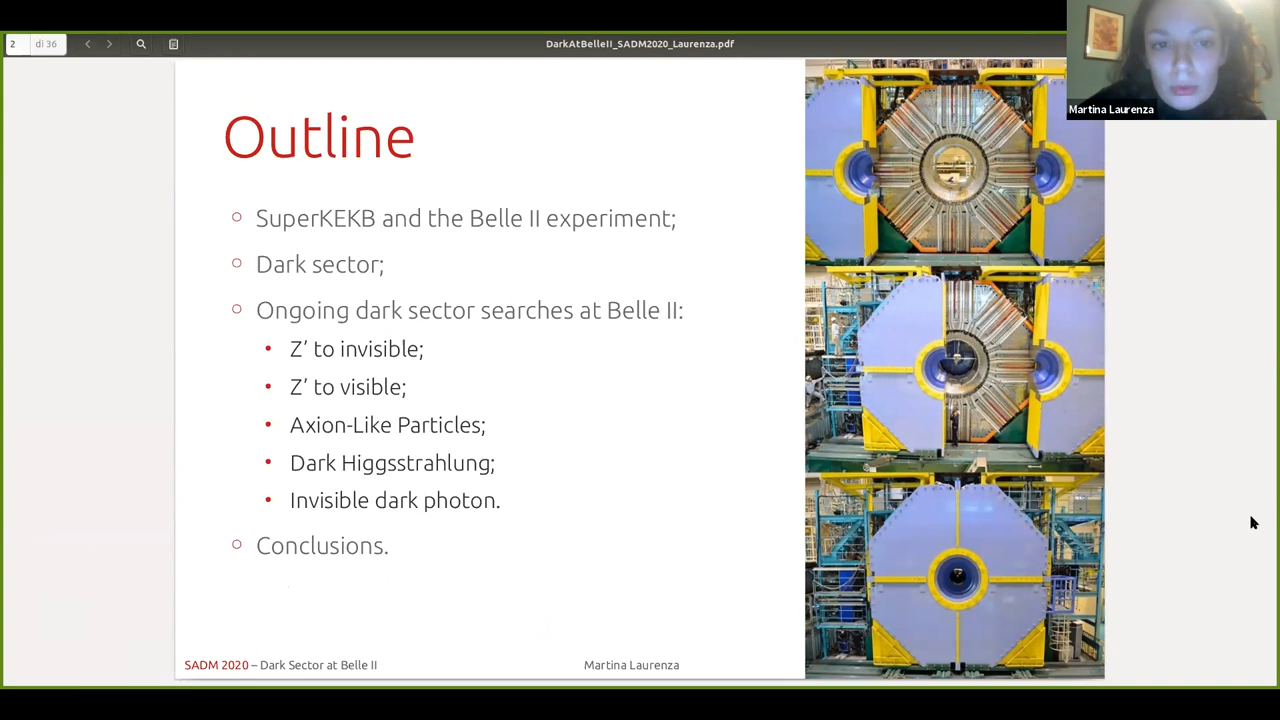 2 di 36
DarkAtBelleII_SADM2020_Laurenza.pdf
Martina Laurenza
Outline
SuperKEKB and the Belle II experiment;
Dark sector;
Ongoing dark sector searches at Belle II:
Z’ to invisible;
Z’ to visible;
Axion-Like Particles;
Dark Higgsstrahlung;
Invisible dark photon.
Conclusions.
SADM 2020 – Dark Sector at Belle II
Martina Laurenza